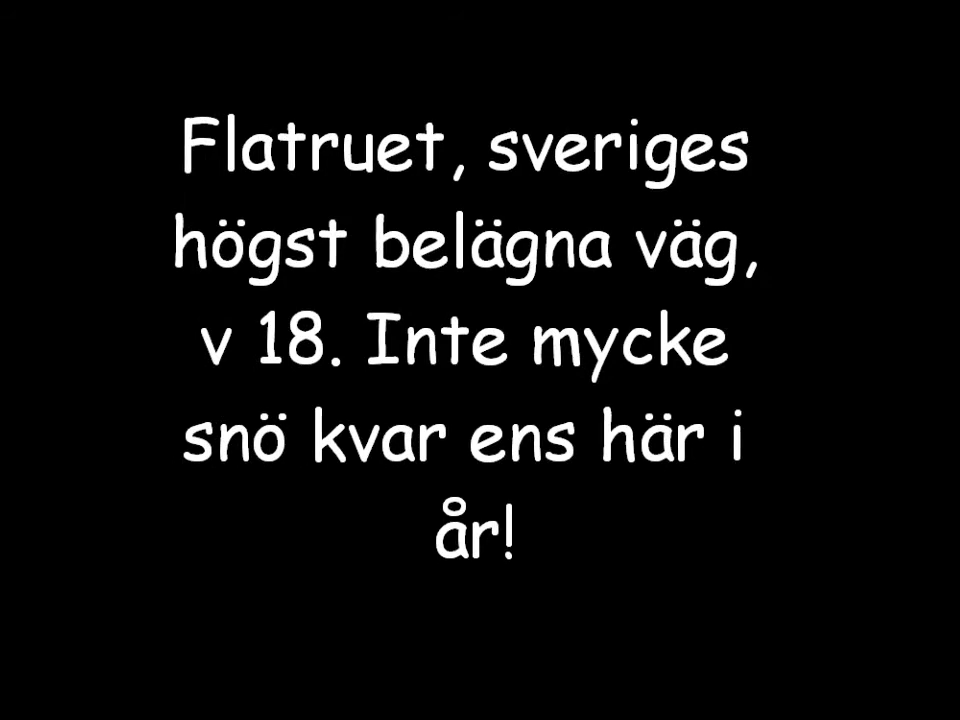 Flatruet, sveriges
högst belägna väg,
v 18. Inte mycke
snö kvar ens här i
år!